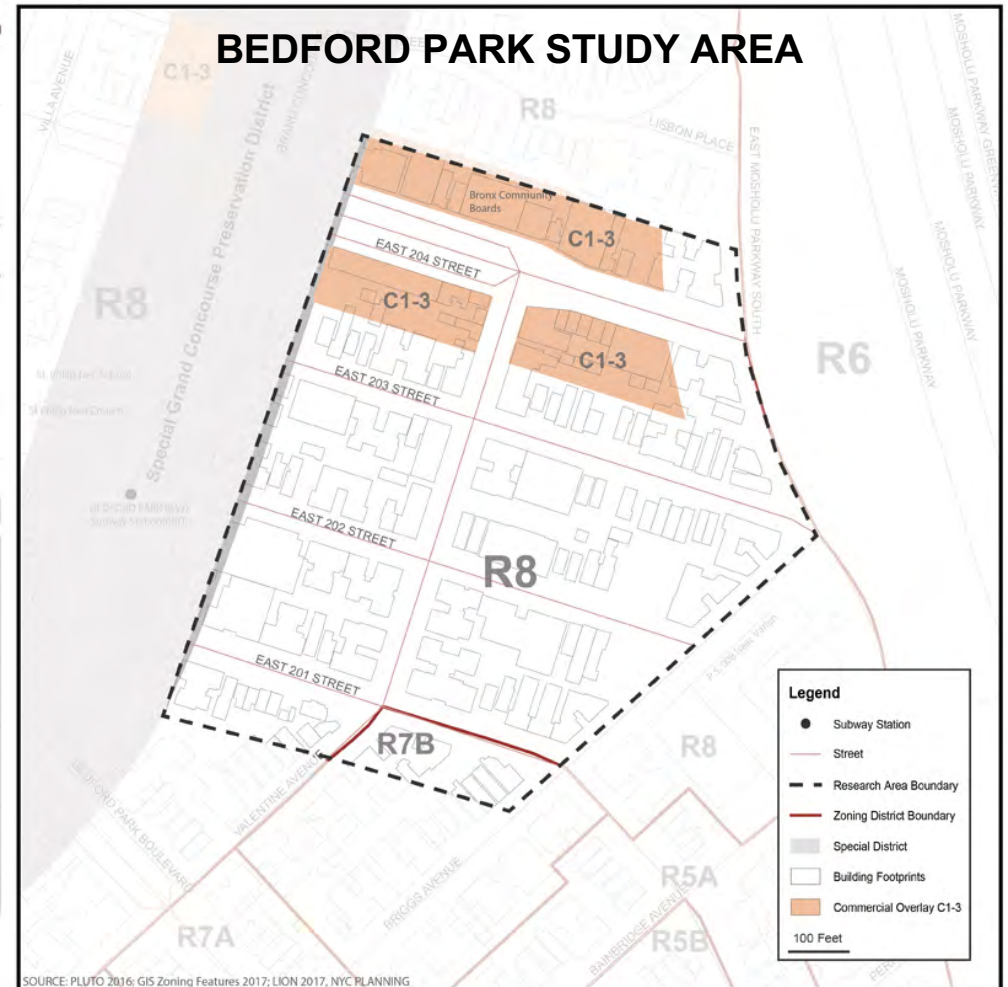 BEDFORD PARK STUDY AREA
C1-3
VILLA AVENUE
Special Grand Concourse Preservation District
R8
LISBON PLACE
EAST MOSHOLU PARKWAY SOUTH
MOSHOLU PARKWAY
MOSHOLU PARKWAY
MOSHOLU PARKWAY
Bronx Community
Boards
C1-3
EAST 204 STREET
C1-3
C1-3
R8
R6
EAST 203 STREET
EAST 202 STREET
R8
EAST 201 STREET
R7B
VALENTINE AVENUE
BEDFORD PARK BOULEVARD
BRIGGS AVENUE
BAINBRIDGE AVENUE
R8
R5A
R5B
R7A
Legend
Subway Station
Street
Research Area Boundary
Zoning District Boundary
Special District
Building Footprints
Commercial Overlay C1-3
100 Feet
SOURCE: PLUTO 2016; GIS Zoning Features 2017; LION 2017, NYC PLANNING